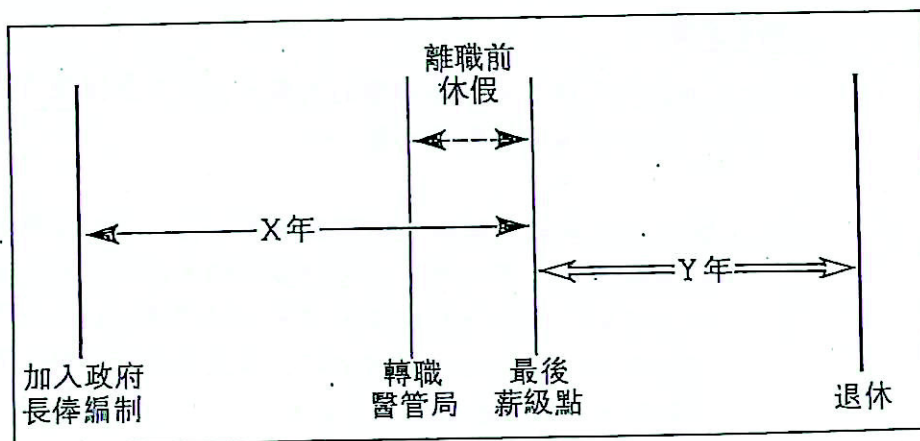 離職前
休假
X年
Y年
加入政府
長俸編制
轉職
醫管局
最後
薪級點
退休